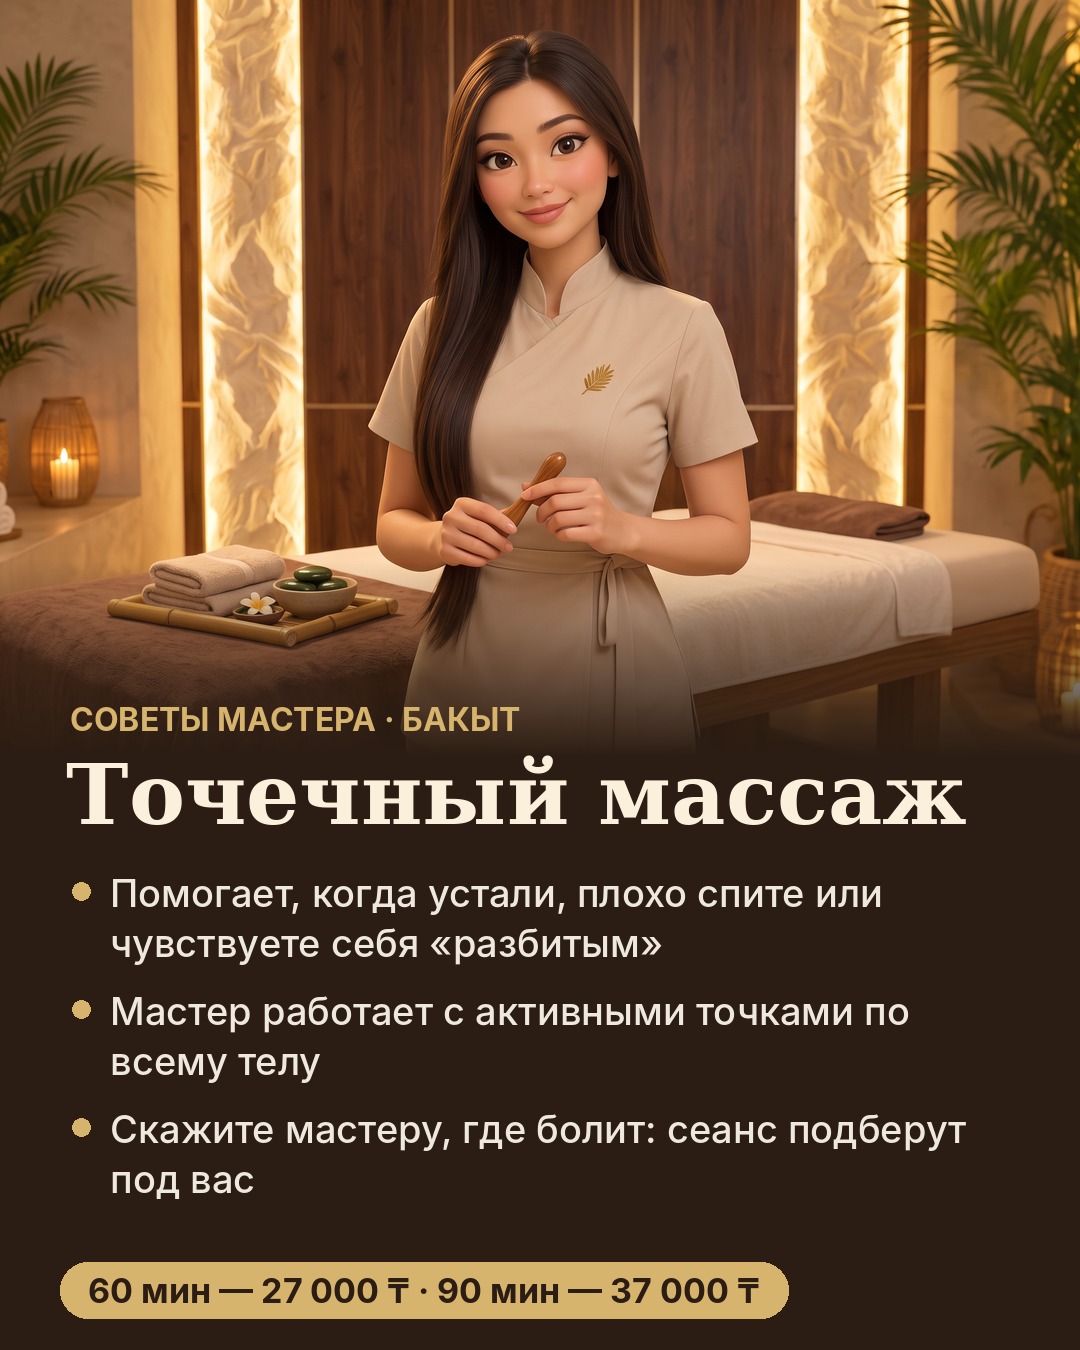 СОВЕТЫ МАСТЕРА · БАКЫТ
Точечный массаж
Помогает, когда устали, плохо спите или
чувствуете себя «разбитым»
Мастер работает с активными точками по
всему телу
Скажите мастеру, где болит: сеанс подберут
под вас
60 мин — 27 000 ₸ · 90 мин — 37 000 ₸